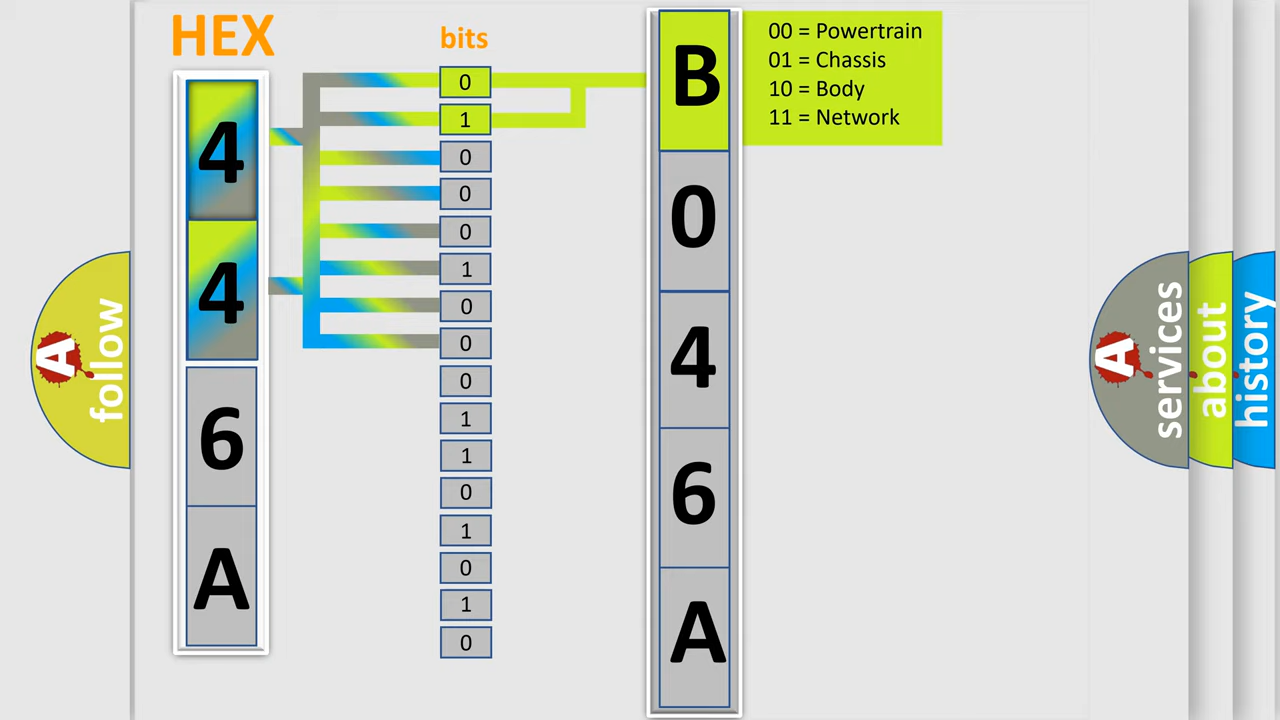 HEX
bits
4
4
6
A
0
1
0
0
0
1
0
0
0
1
1
0
1
0
1
0
B
0
4
6
A
00 = Powertrain
01 = Chassis
10 = Body
11 = Network
A
follow
A
services
about
history